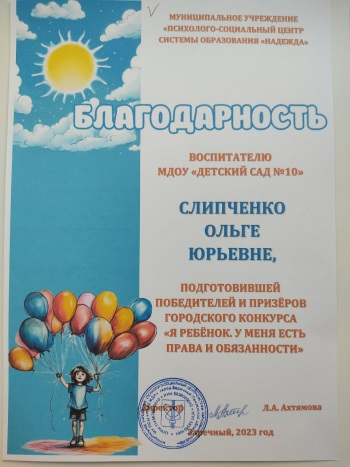 МУНИЦИПАЛЬНОЕ УЧРЕЖДЕНИЕ
«ПСИХОЛОГО-СОЦИАЛЬНЫЙ ЦЕНТР
СИСТЕМЫ ОБРАЗОВАНИЯ «НАДЕЖДА»
БЛАГОДАРНОСТЬ
ВОСПИТАТЕЛЮ
МДОУ «ДЕТСКИЙ САД №10»
СЛИПЧЕНКО
ОЛЬГЕ
ЮРЬЕВНЕ,
ПОДГОТОВИВШЕЙ
ПОБЕДИТЕЛЕЙ И ПРИЗЁРОВ
ГОРОДСКОГО КОНКУРСА
«Я РЕБЁНОК. У МЕНЯ ЕСТЬ
ПРАВА И ОБЯЗАННОСТИ»
Директор Л.А. Ахтямова
Заречный, 2023 год